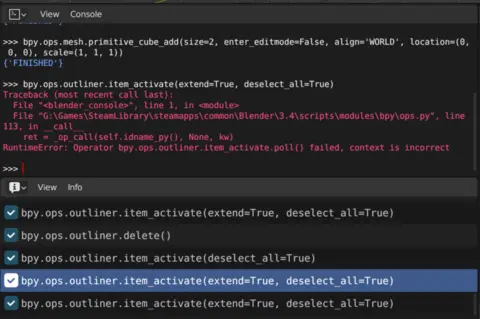 View Console
{'FINISHED'}
>>> bpy.ops.mesh.primitive_cube_add(size=2, enter_editmode=False, align='WORLD', location=(0,
0, 0), scale=(1, 1, 1))
{'FINISHED'}
>>> bpy.ops.outliner.item_activate(extend=True, deselect_all=True)
Traceback (most recent call last):
File "<blender_console>", line 1, in <module>
File "G:\Games\SteamLibrary\steamapps\common\Blender\3.4\scripts\modules\bpy\ops.py", line
113, in __call__
ret = _op_call(self.idname_py(), None, kw)
RuntimeError: Operator bpy.ops.outliner.item_activate.poll() failed, context is incorrect
>>>
View Info
bpy.ops.outliner.item_activate(extend=True, deselect_all=True)
bpy.ops.outliner.delete()
bpy.ops.outliner.item_activate(deselect_all=True)
bpy.ops.outliner.item_activate(extend=True, deselect_all=True)
bpy.ops.outliner.item_activate(extend=True, deselect_all=True)